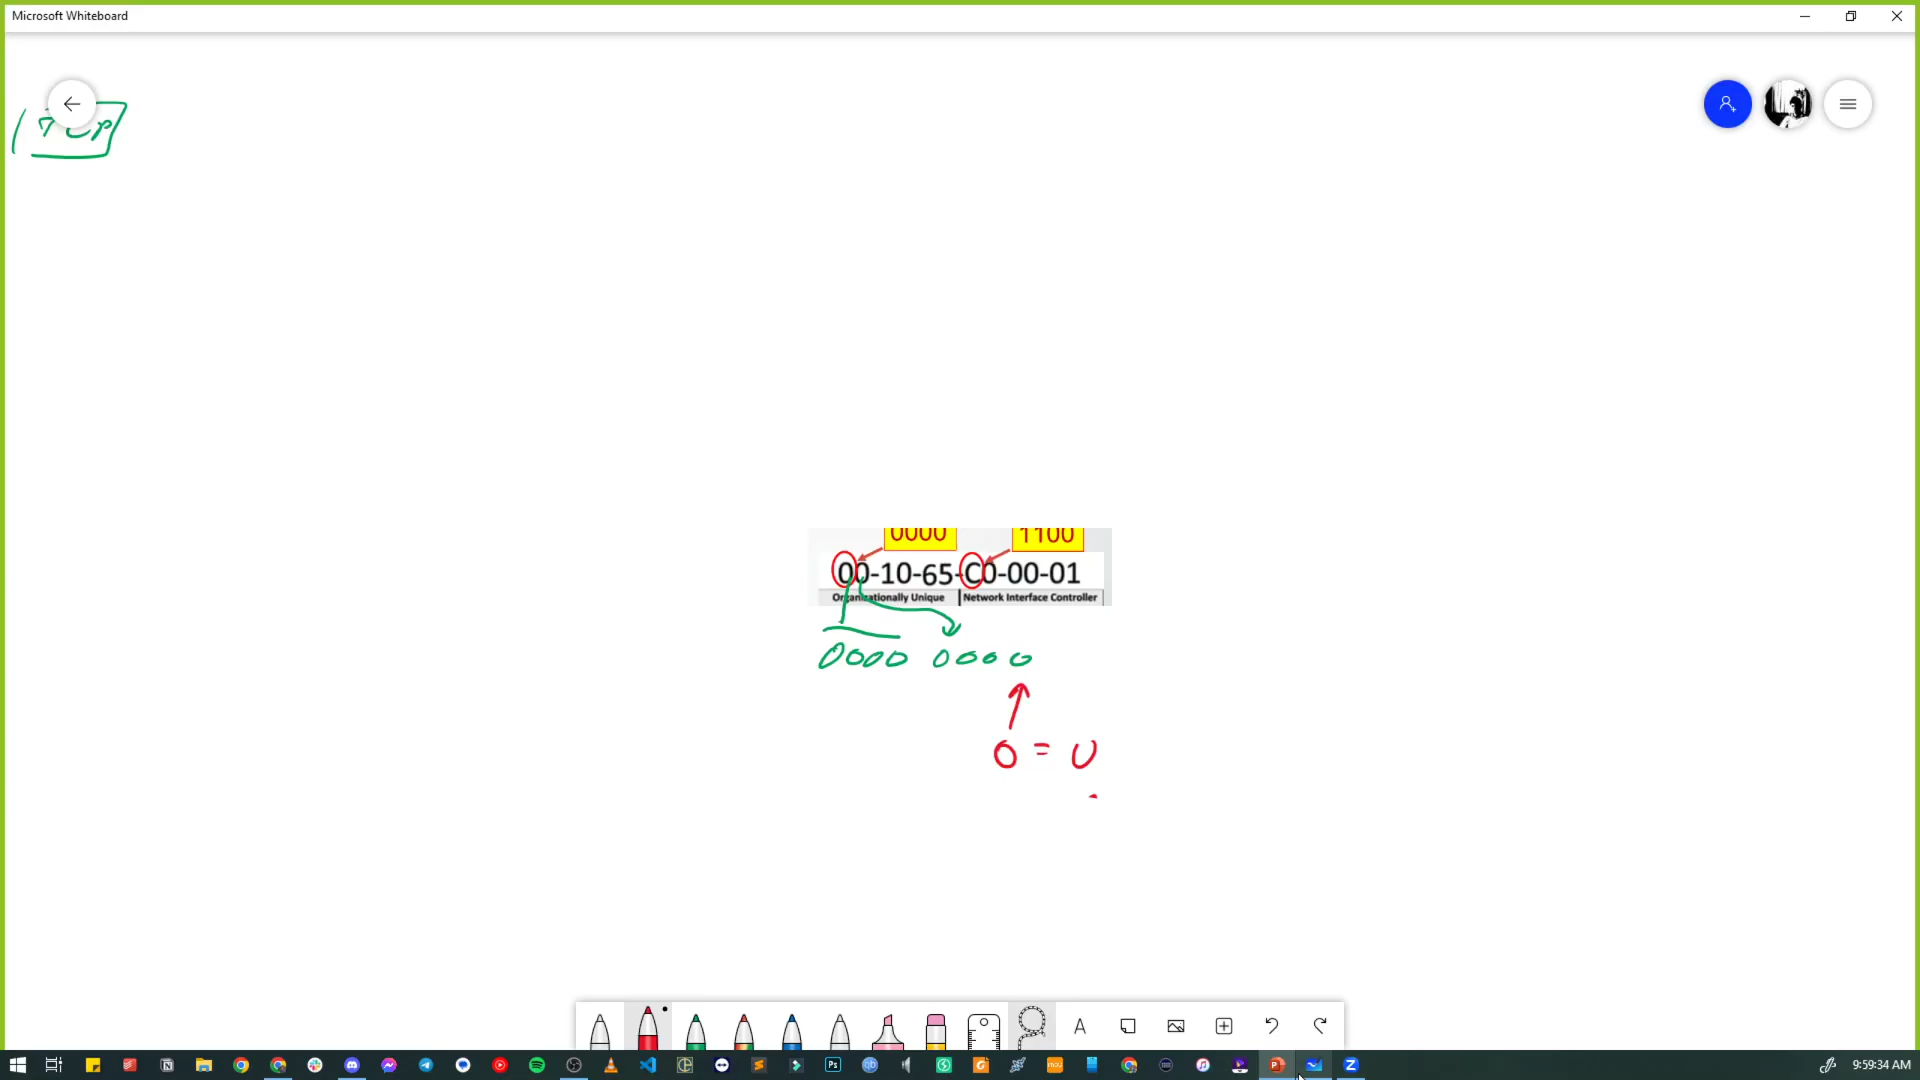 Microsoft Whiteboard
TCP
0000 1100
00-10-65-C0-00-01
Organizationally Unique Network Interface Controller
0000 0000
0 = U
A
9:59:34 AM